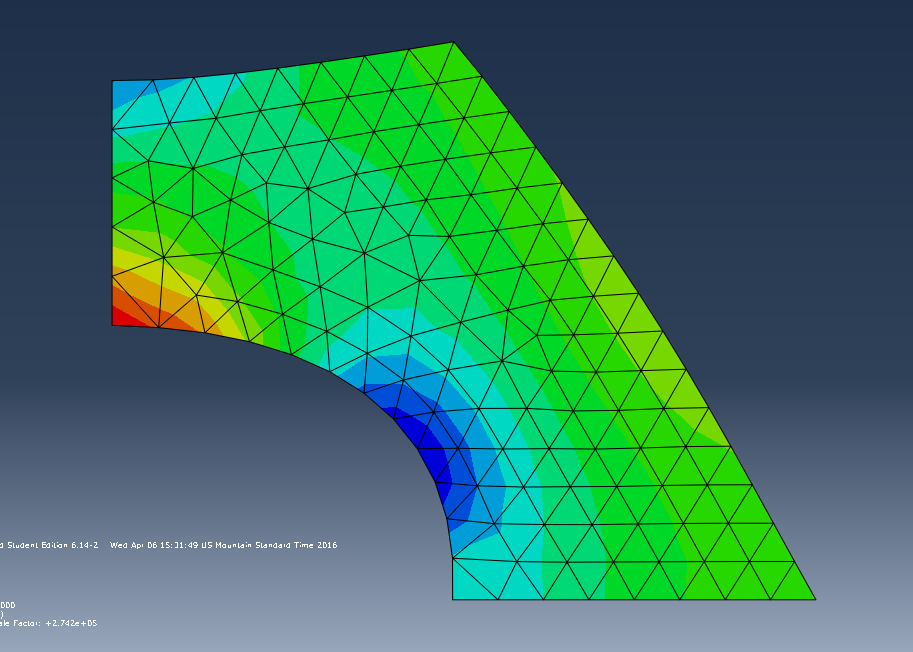 Student Edition 6.14-2 Wed Apr 06 15:31:49 US Mountain Standard Time 2016
)
Factor: +2.742e+05